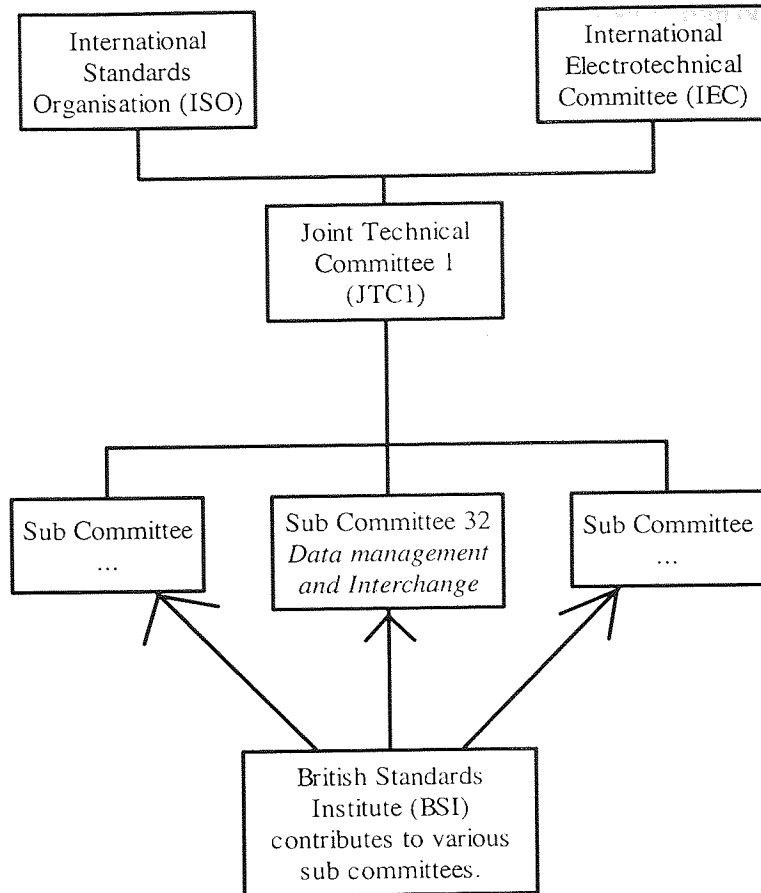 International
Standards
Organisation (ISO)
International
Electrotechnical
Committee (IEC)
Joint Technical
Committee 1
(JTC1)
Sub Committee
...
Sub Committee 32
Data management
and Interchange
Sub Committee
...
British Standards
Institute (BSI)
contributes to various
sub committees.